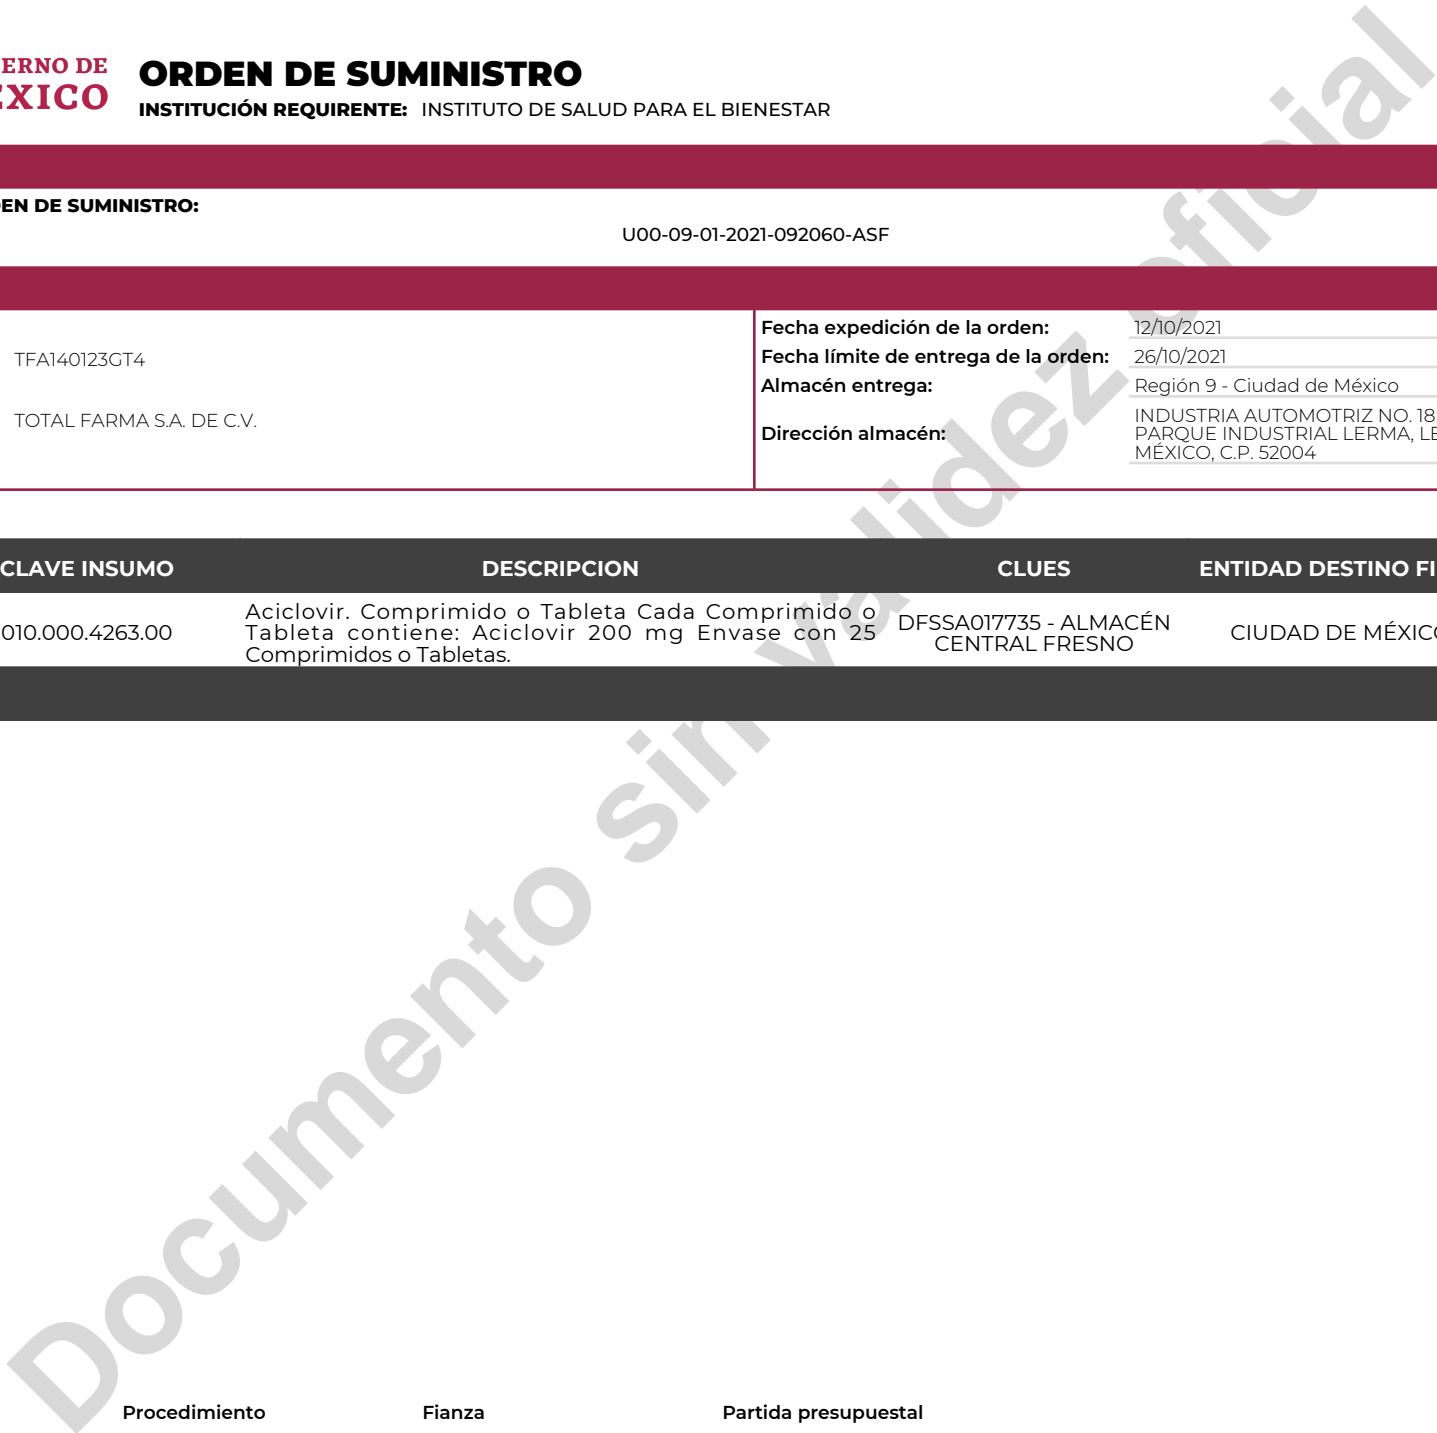 ERNO DE
EXICO
ORDEN DE SUMINISTRO
INSTITUCIÓN REQUIRENTE: INSTITUTO DE SALUD PARA EL BIENESTAR
EN DE SUMINISTRO:
U00-09-01-2021-092060-ASF
TFA140123GT4
TOTAL FARMA S.A. DE C.V.
Fecha expedición de la orden: 12/10/2021
Fecha límite de entrega de la orden: 26/10/2021
Almacén entrega: Región 9 - Ciudad de México
Dirección almacén:
INDUSTRIA AUTOMOTRIZ NO. 18
PARQUE INDUSTRIAL LERMA, LE
MÉXICO, C.P. 52004
CLAVE INSUMO DESCRIPCION CLUES ENTIDAD DESTINO FI
010.000.4263.00
Aciclovir. Comprimido o Tableta Cada Comprimido o
Tableta contiene: Aciclovir 200 mg Envase con 25
Comprimidos o Tabletas.
DFSSA017735 - ALMACÉN
CENTRAL FRESNO
CIUDAD DE MÉXICO
Documento sin validez oficial
Procedimiento Fianza Partida presupuestal